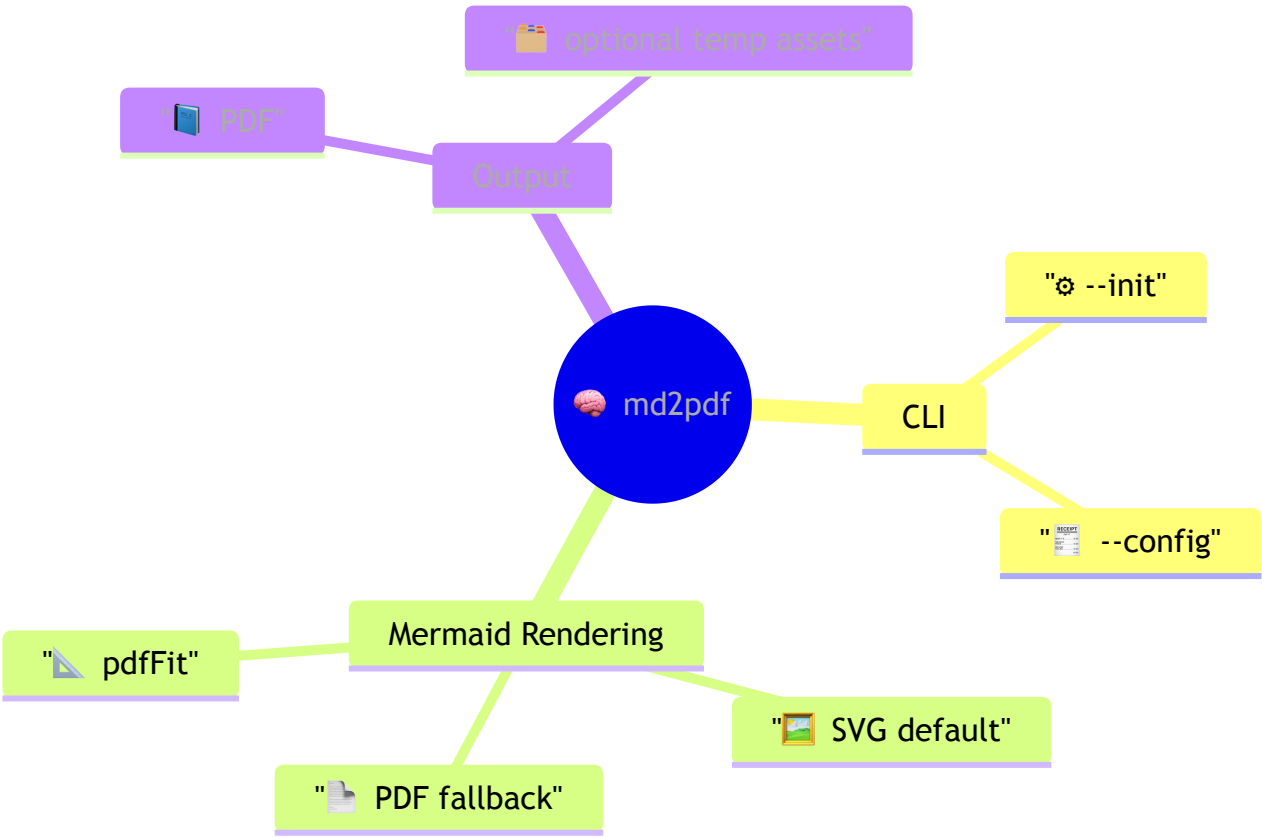 "🗂️ optional temp assets"
"📘 PDF"
Output
"⚙ --init"
🧠 md2pdf
CLI
"🧾 --config"
Mermaid Rendering
"📐 pdfFit"
"🖼️ SVG default"
"📄 PDF fallback"